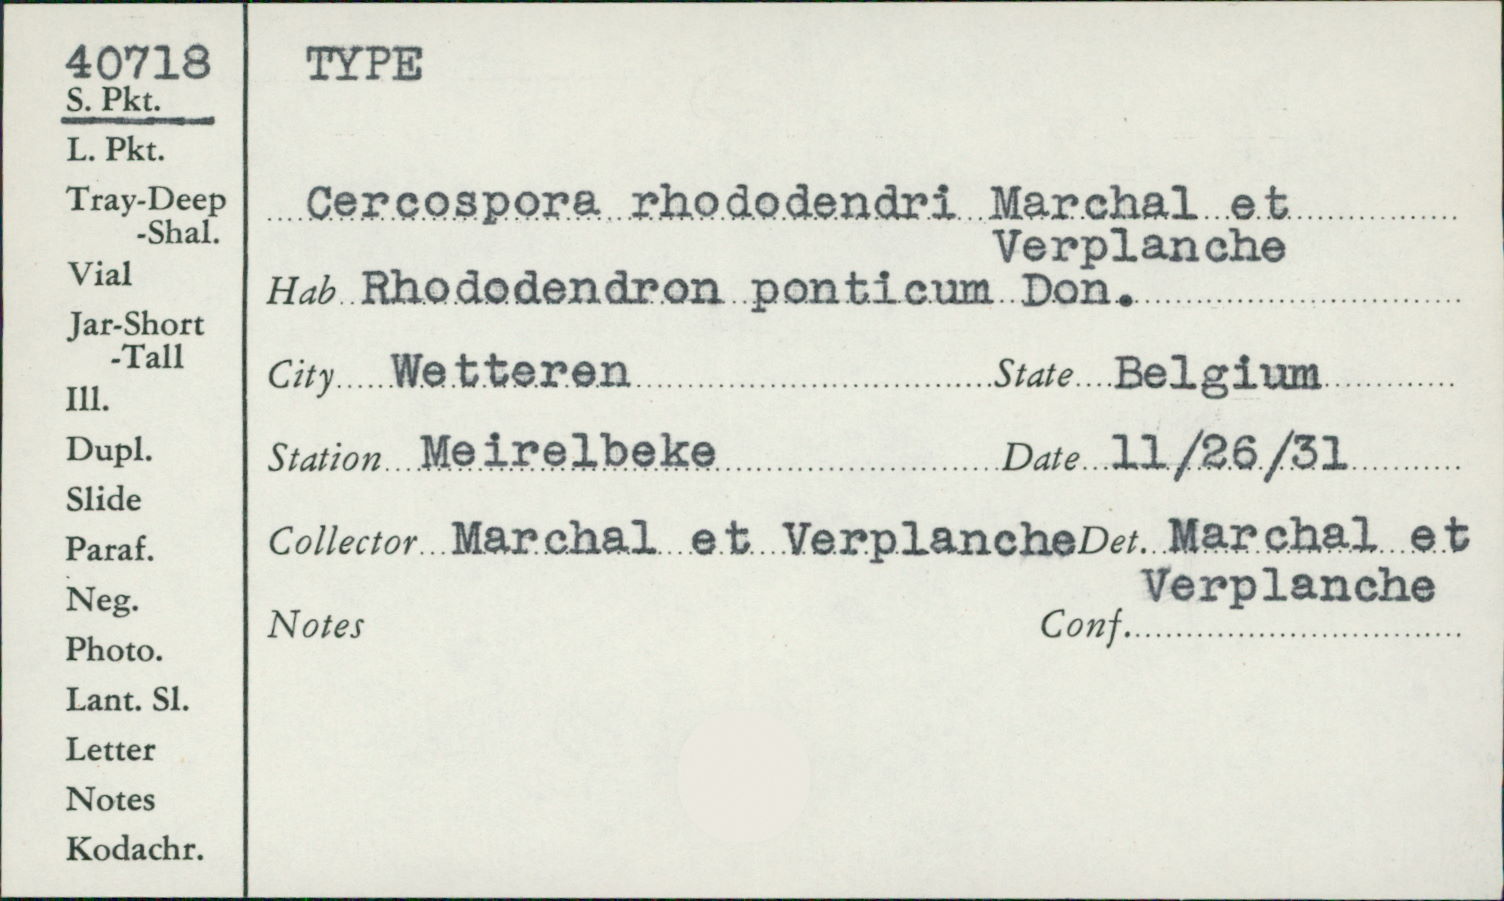 40718
S. Pkt.
L. Pkt.
Tray-Deep
-Shal.
Vial
Jar-Short
-Tall
Ill.
Dupl.
Slide
Paraf.
Neg.
Photo.
Lant. Sl.
Letter
Notes
Kodachr.
TYPE
Cercospora rhododendri Marchal et
Verplanche
Hab Rhododendron ponticum Don.
City Wetteren State Belgium
Station Meirelbeke Date 11/26/31
Collector Marchal et Verplanche Det. Marchal et
Verplanche
Notes Conf.